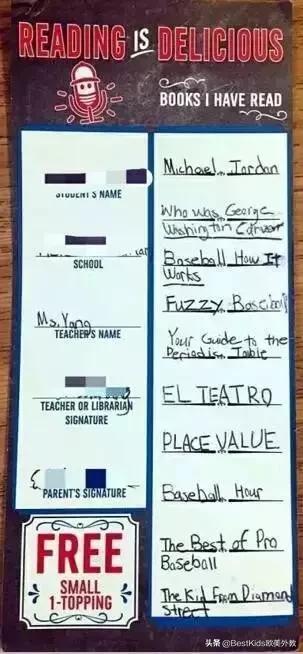 READING IS DELICIOUS
BOOKS I HAVE READ
STUDENT'S NAME
SCHOOL
Ms. Yang
TEACHER'S NAME
TEACHER OR LIBRARIAN
SIGNATURE
PARENT'S SIGNATURE
FREE
SMALL
1-TOPPING
Michael Jordan
Who was George
Washington Carver
Baseball How It
Works
Fuzzy Baseball
Your Guide to the
Periodic Table
EL TEATRO
PLACE VALUE
Baseball Hour
The Best of Pro
Baseball
The Kid From Diamond
Street
头条 @BestKids欧美外教